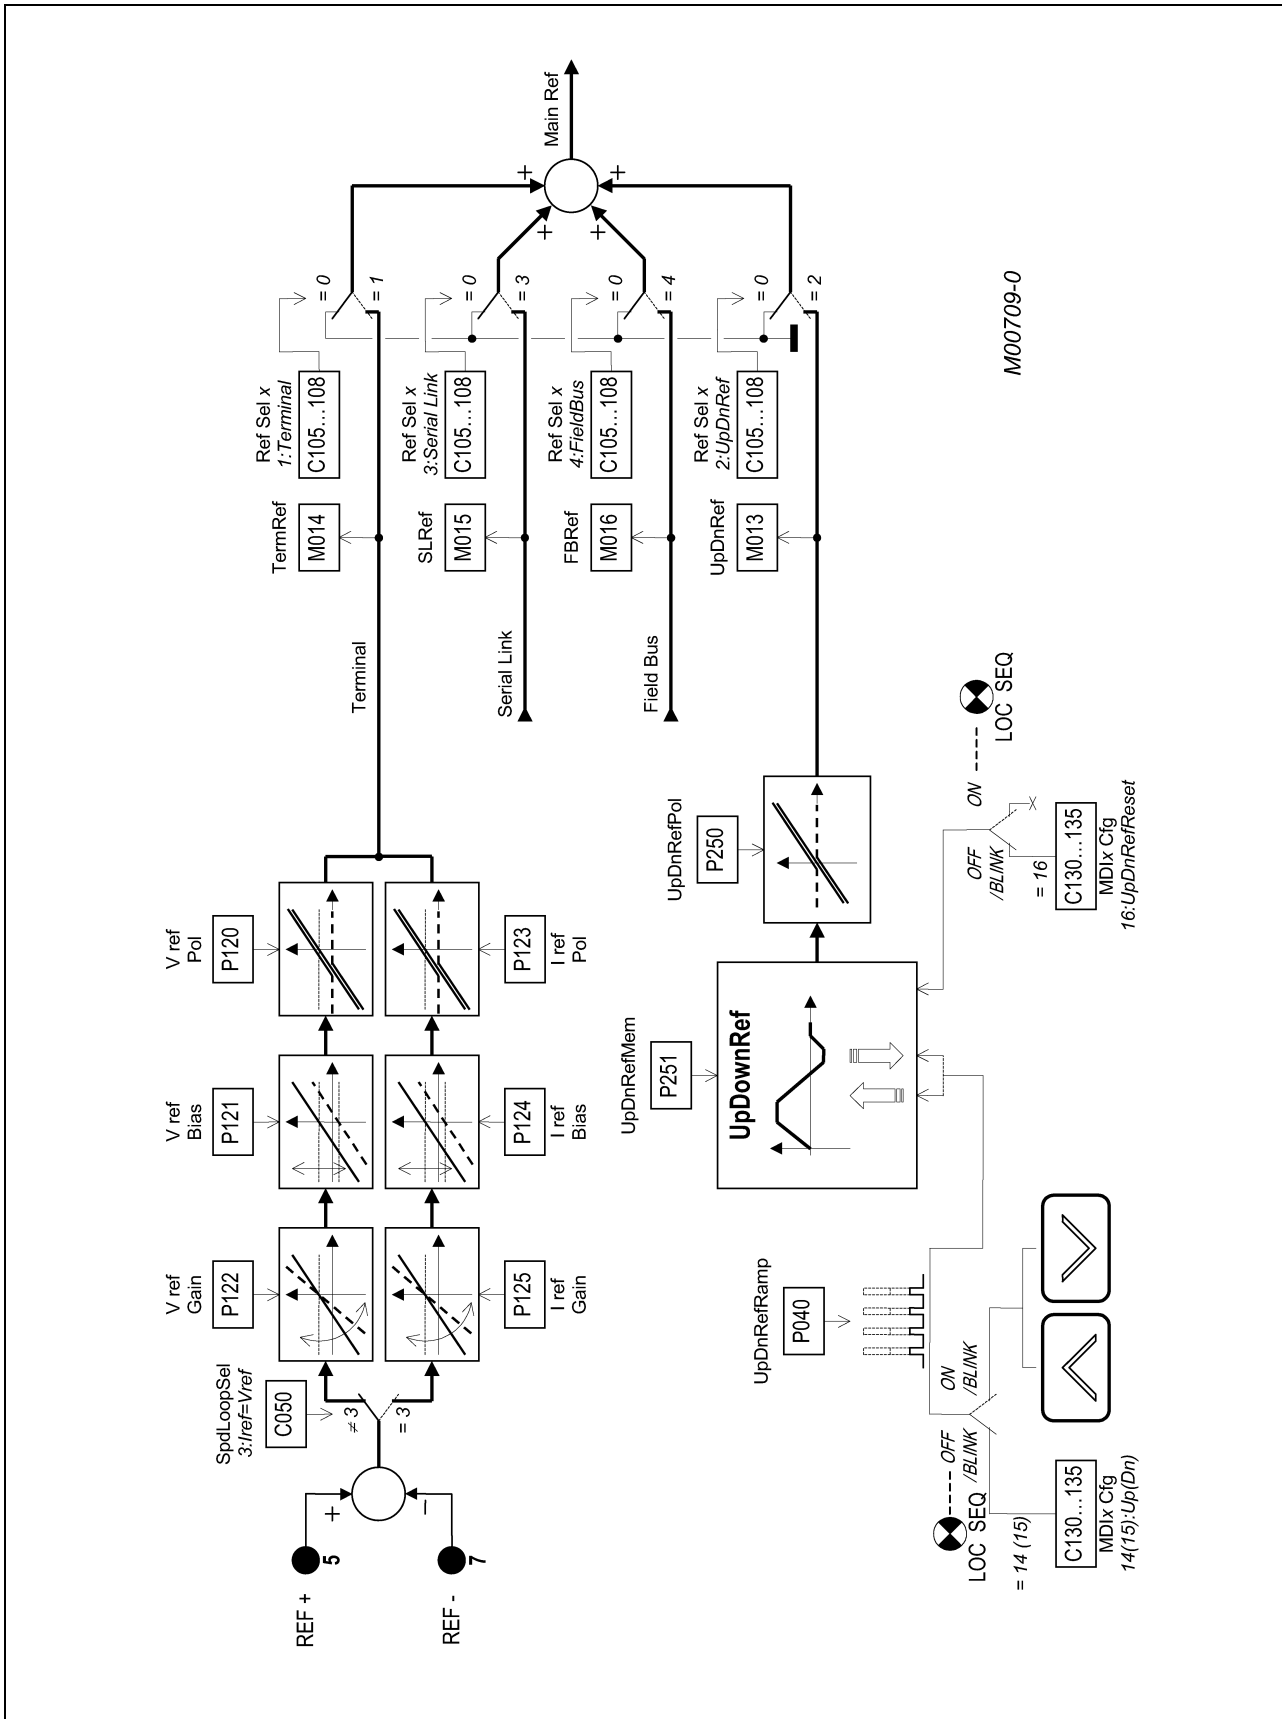 REF +
5
REF -
7
+
−
SpdLoopSel
3:Iref=Vref
C050
≠ 3
= 3
V ref
Gain
P122
V ref
Bias
P121
V ref
Pol
P120
P125
I ref
Gain
P124
I ref
Bias
P123
I ref
Pol
Terminal
TermRef
M014
Ref Sel x
1:Terminal
C105...108
= 0
= 1
Serial Link
SLRef
M015
Ref Sel x
3:Serial Link
C105...108
= 0
= 3
Field Bus
FBRef
M016
Ref Sel x
4:FieldBus
C105...108
= 0
= 4
UpDnRef
M013
Ref Sel x
2:UpDnRef
C105...108
= 0
= 2
+
+
+
+
Main Ref
UpDnRefRamp
P040
UpDnRefMem
P251
UpDownRef
UpDnRefPol
P250
OFF
/BLINK
ON
/BLINK
LOC SEQ
= 14 (15)
C130...135
MDIx Cfg
14(15):Up(Dn)
OFF
/BLINK
ON
LOC SEQ
= 16
C130...135
MDIx Cfg
16:UpDnRefReset
M00709-0